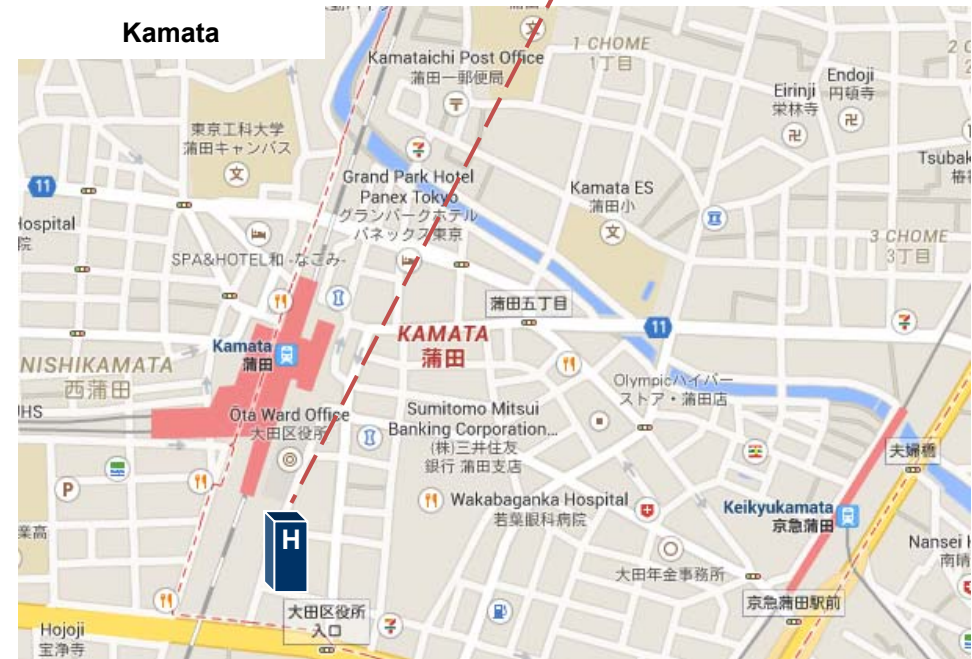 Kamata
Kamataichi Post Office
蒲田一郵便局
1 CHOME
1丁目
Endoji
円頓寺
Eirinji
栄林寺
東京工科大学
蒲田キャンパス
文
文
11
Grand Park Hotel
Panex Tokyo
グランパークホテル
パネックス東京
Kamata ES
蒲田小
文
Tsubak
椿
Hospital
院
3 CHOME
3丁目
SPA&HOTEL和 -なごみ-
蒲田五丁目
11
Kamata
蒲田
KAMATA
蒲田
NISHIKAMATA
西蒲田
Olympicハイパー
ストア・蒲田店
JHS
Ōta Ward Office
大田区役所
Sumitomo Mitsui
Banking Corporation...
(株)三井住友
銀行 蒲田支店
夫婦橋
P
Wakabaganka Hospital
若葉眼科病院
Keikyukamata
京急蒲田
業高
H
Nansei H
南晴
大田年金事務所
大田区役所
入口
京急蒲田駅前
Hojoji
宝浄寺